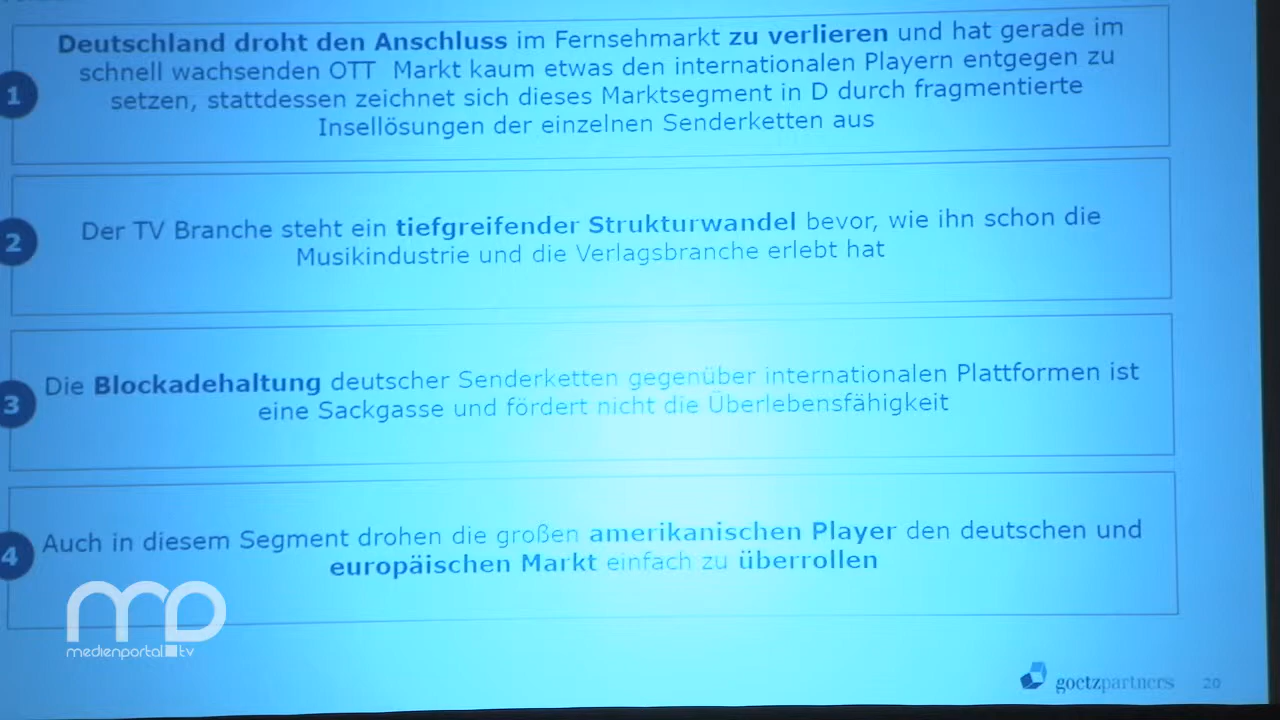 1
Deutschland droht den Anschluss im Fernsehmarkt zu verlieren und hat gerade im
schnell wachsenden OTT Markt kaum etwas den internationalen Playern entgegen zu
setzen, stattdessen zeichnet sich dieses Marktsegment in D durch fragmentierte
Insellösungen der einzelnen Senderketten aus
2
Der TV Branche steht ein tiefgreifender Strukturwandel bevor, wie ihn schon die
Musikindustrie und die Verlagsbranche erlebt hat
3
Die Blockadehaltung deutscher Senderketten gegenüber internationalen Plattformen ist
eine Sackgasse und fördert nicht die Überlebensfähigkeit
4
Auch in diesem Segment drohen die großen amerikanischen Player den deutschen und
europäischen Markt einfach zu überrollen
medienportal tv
goetzpartners 20